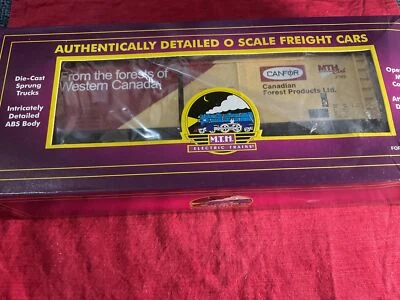 AUTHENTICALLY DETAILED O SCALE FREIGHT CARS
Die-Cast
Sprung
Trucks
Intricately
Detailed
ABS Body
From the forests of
Western Canada.
CANFOR
Canadian
Forest Products Ltd.
MTH
M.T.H.
ELECTRIC TRAINS